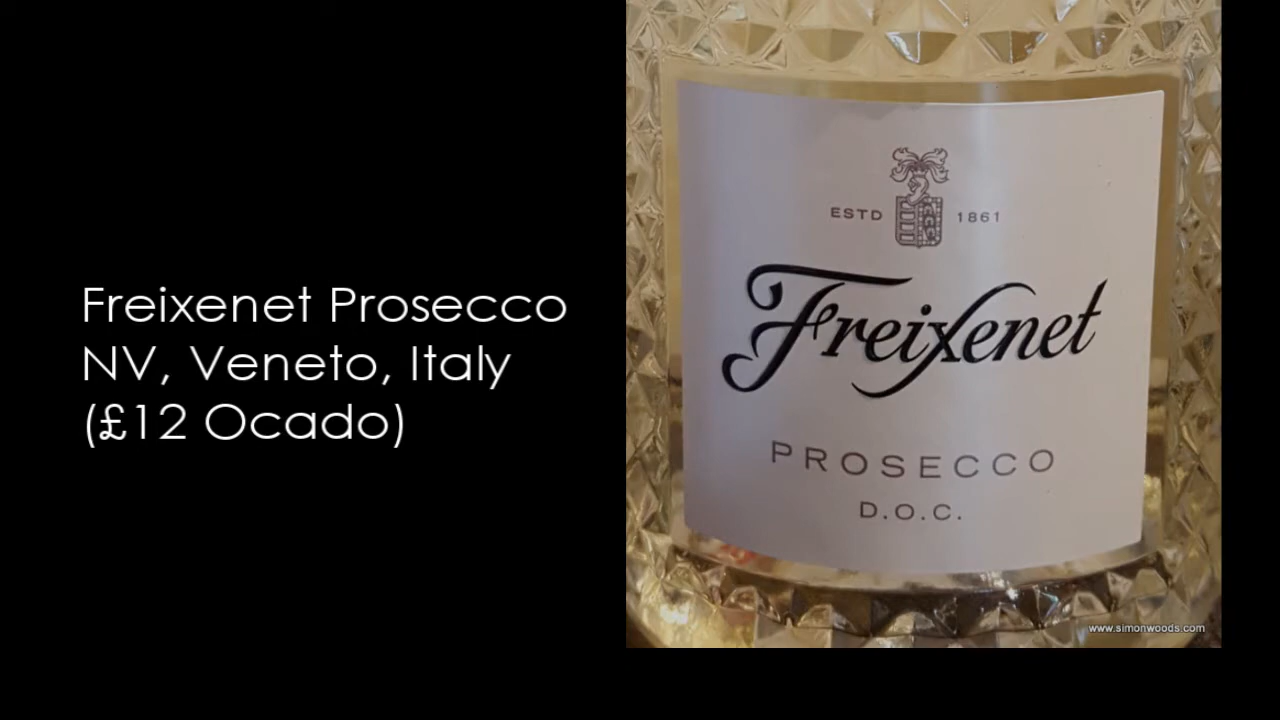 Freixenet Prosecco
NV, Veneto, Italy
(£12 Ocado)
ESTD 1861
Freixenet
PROSECCO
D.O.C.
www.simonwoods.com